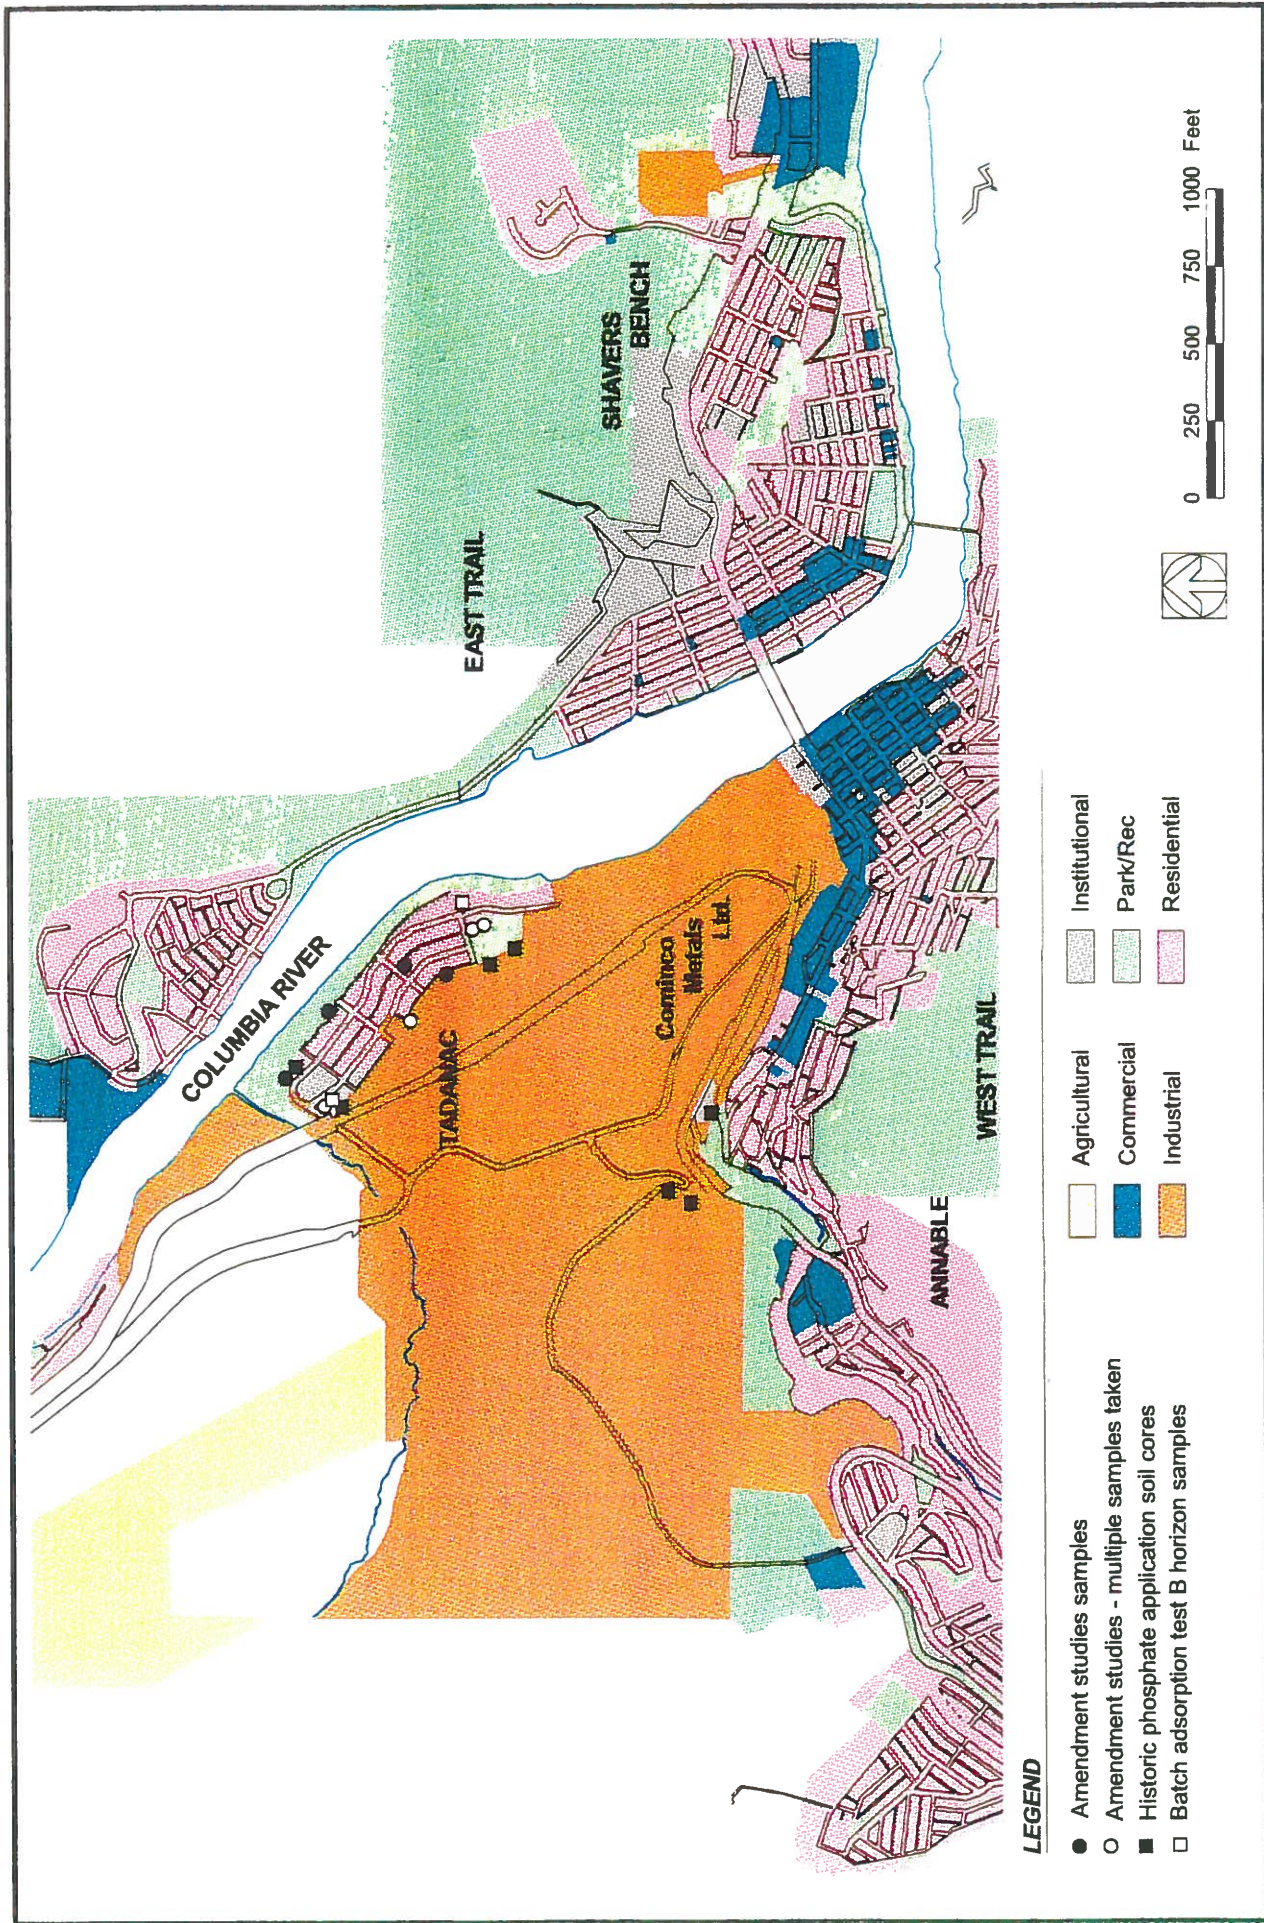 COLUMBIA RIVER
EAST TRAIL
SHAVERS
BENCH
TADANAC
Cominco
Metals
Ltd.
WEST TRAIL
ANNABLE
LEGEND
● Amendment studies samples
○ Amendment studies - multiple samples taken
■ Historic phosphate application soil cores
□ Batch adsorption test B horizon samples
Agricultural
Commercial
Industrial
Institutional
Park/Rec
Residential
0 250 500 750 1000 Feet